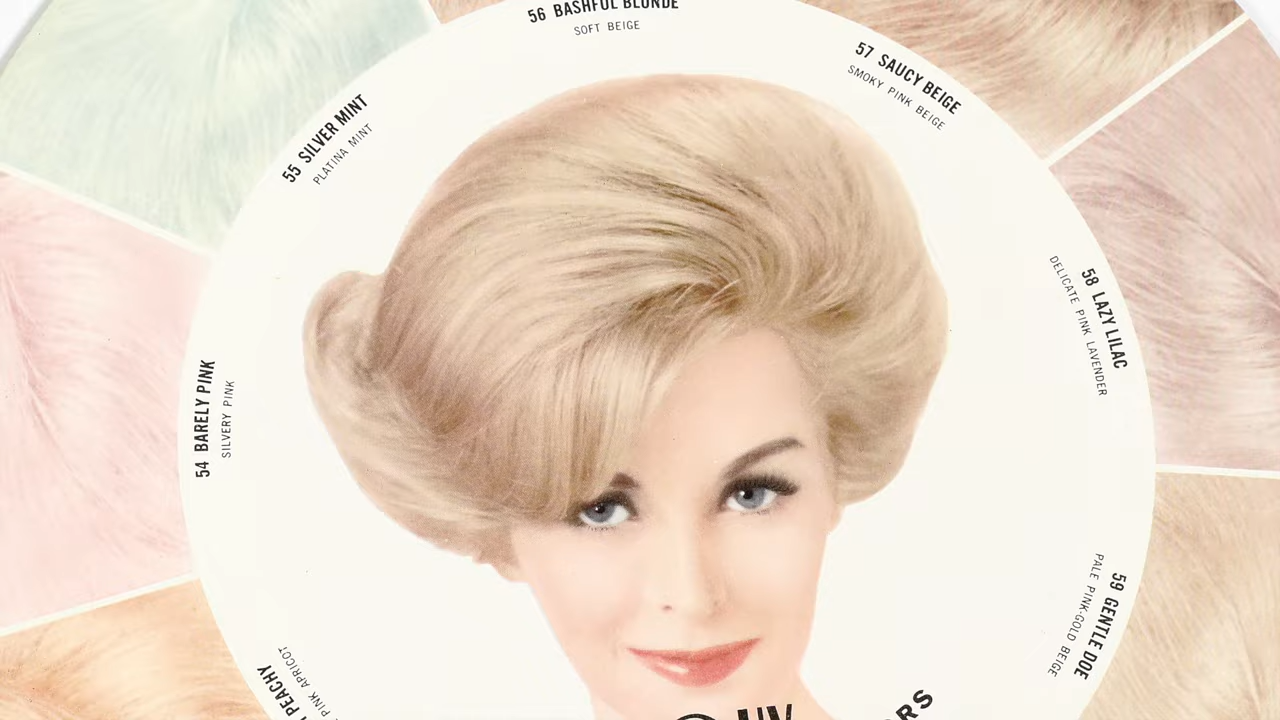 56 BASHFUL BLONDE
SOFT BEIGE
57 SAUCY BEIGE
SMOKY PINK BEIGE
58 LAZY LILAC
DELICATE PINK LAVENDER
59 GENTLE DOE
PALE PINK-GOLD BEIGE
55 SILVER MINT
PLATINA MINT
54 BARELY PINK
SILVERY PINK
PEACHY
PINK APRICOT